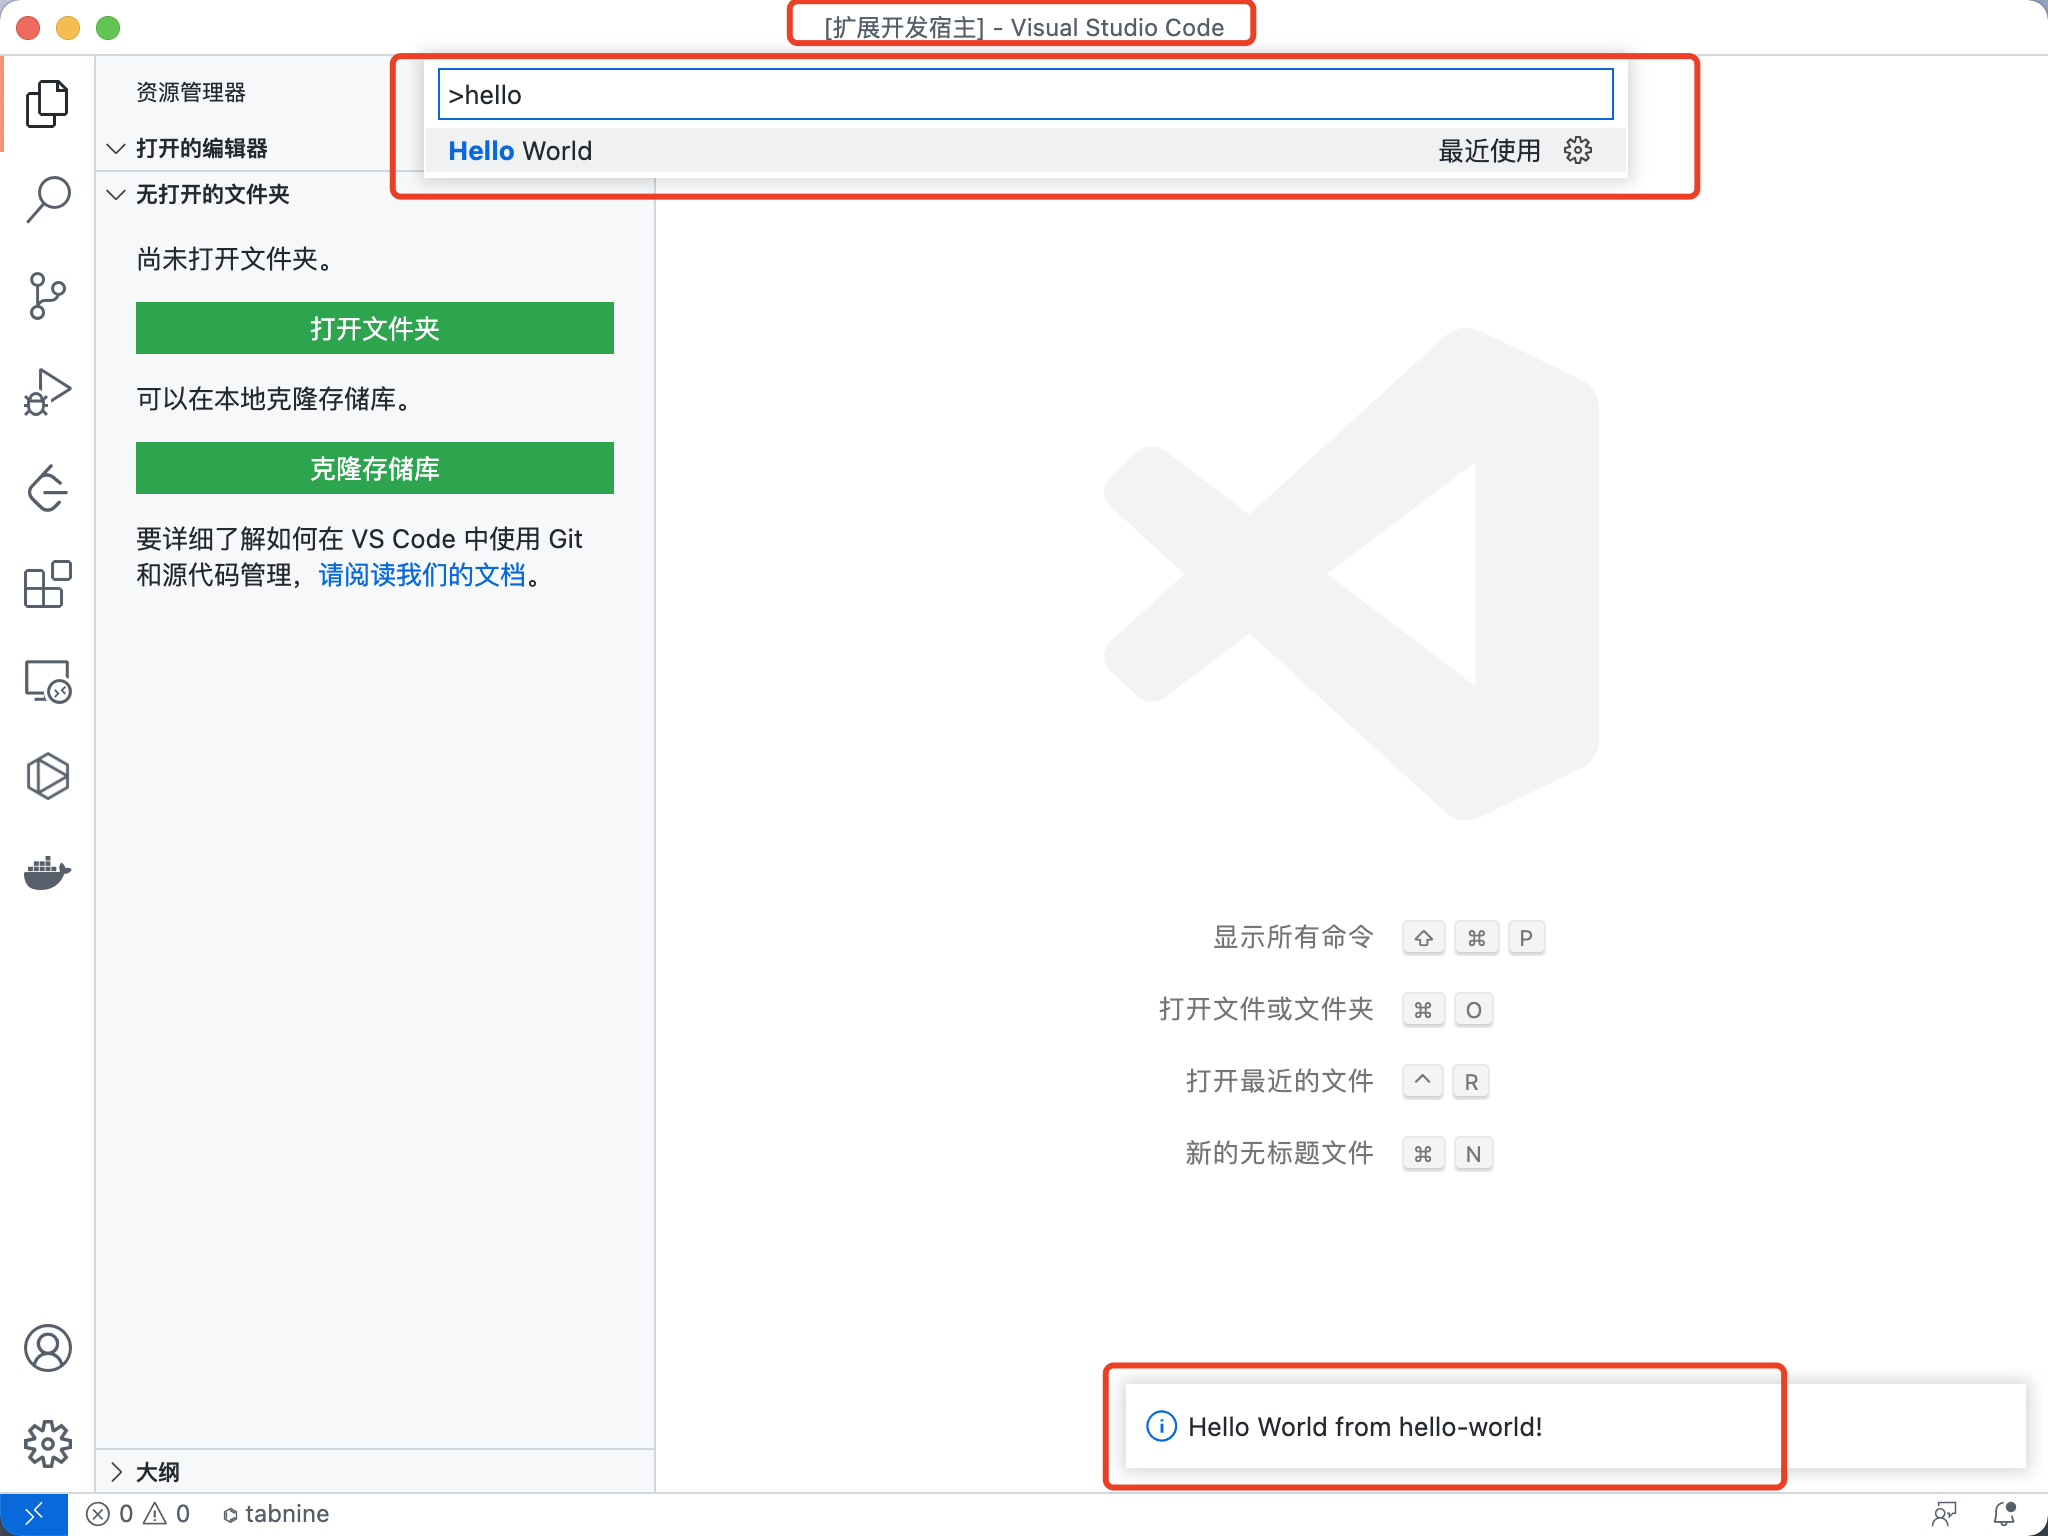 [扩展开发宿主] - Visual Studio Code
>hello
Hello World 最近使用
资源管理器
打开的编辑器
无打开的文件夹
尚未打开文件夹。
打开文件夹
可以在本地克隆存储库。
克隆存储库
要详细了解如何在 VS Code 中使用 Git
和源代码管理，请阅读我们的文档。
显示所有命令 ⇧ ⌘ P
打开文件或文件夹 ⌘ O
打开最近的文件 ^ R
新的无标题文件 ⌘ N
Hello World from hello-world!
大纲
0 0 tabnine